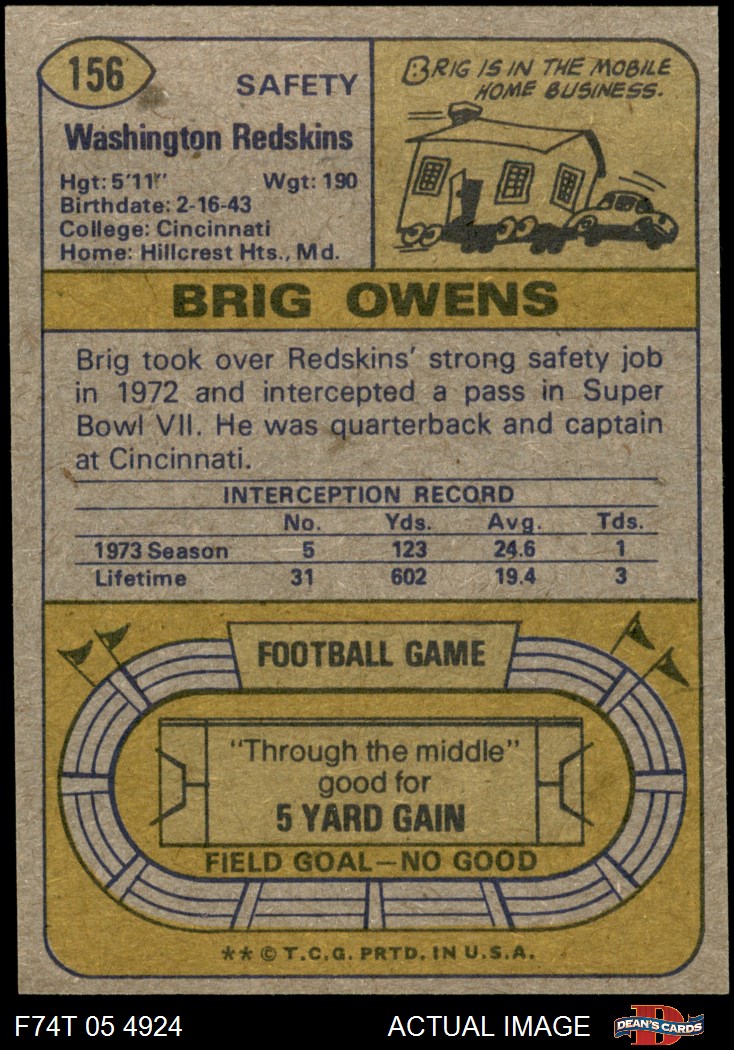 156
SAFETY
Washington Redskins
Hgt: 5'11" Wgt: 190
Birthdate: 2-16-43
College: Cincinnati
Home: Hillcrest Hts., Md.
BRIG IS IN THE MOBILE
HOME BUSINESS.
BRIG OWENS
Brig took over Redskins' strong safety job
in 1972 and intercepted a pass in Super
Bowl VII. He was quarterback and captain
at Cincinnati.
INTERCEPTION RECORD
No. Yds. Avg. Tds.
1973 Season 5 123 24.6 1
Lifetime 31 602 19.4 3
FOOTBALL GAME
"Through the middle"
good for
5 YARD GAIN
FIELD GOAL—NO GOOD
** © T.C.G. PRTD. IN U.S.A.
F74T 05 4924 ACTUAL IMAGE
D
DEAN'S CARDS